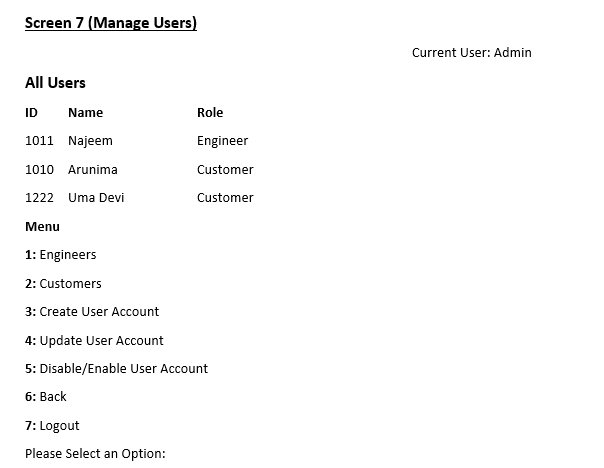 Screen 7 (Manage Users)
Current User: Admin
All Users
ID Name Role
1011 Najeem Engineer
1010 Arunima Customer
1222 Uma Devi Customer
Menu
1: Engineers
2: Customers
3: Create User Account
4: Update User Account
5: Disable/Enable User Account
6: Back
7: Logout
Please Select an Option: